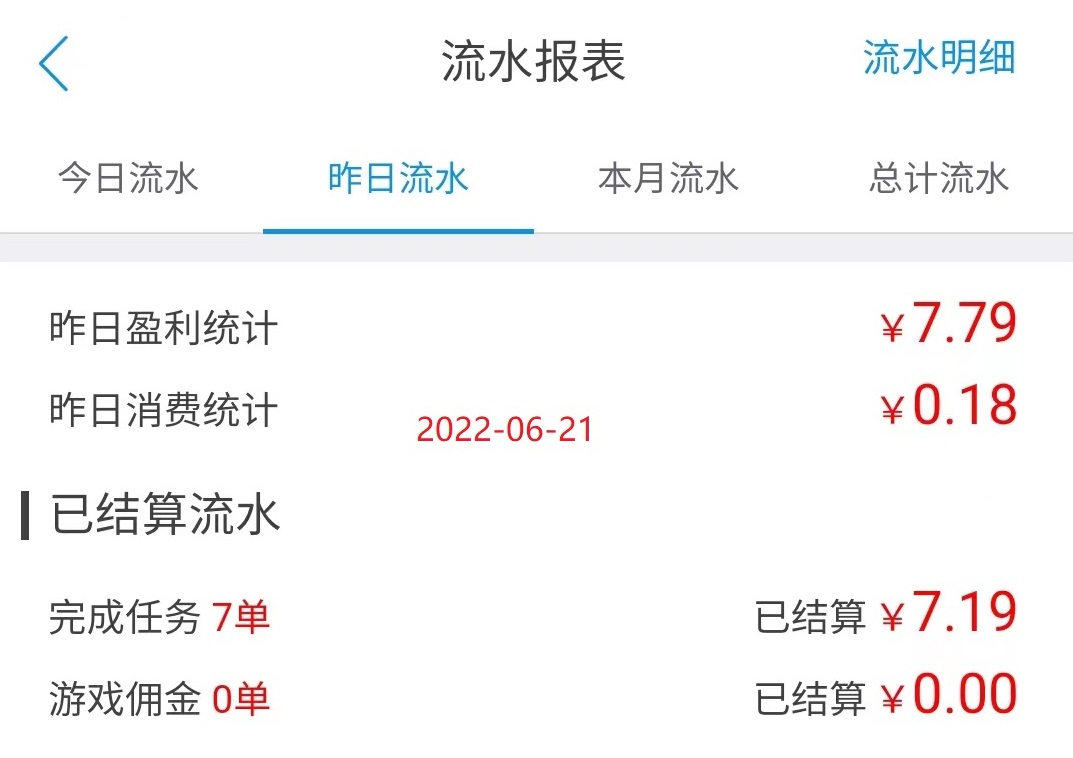 流水报表 流水明细
今日流水 昨日流水 本月流水 总计流水
昨日盈利统计 ¥7.79
昨日消费统计 ¥0.18
2022-06-21
已结算流水
完成任务 7单 已结算 ¥7.19
游戏佣金 0单 已结算 ¥0.00